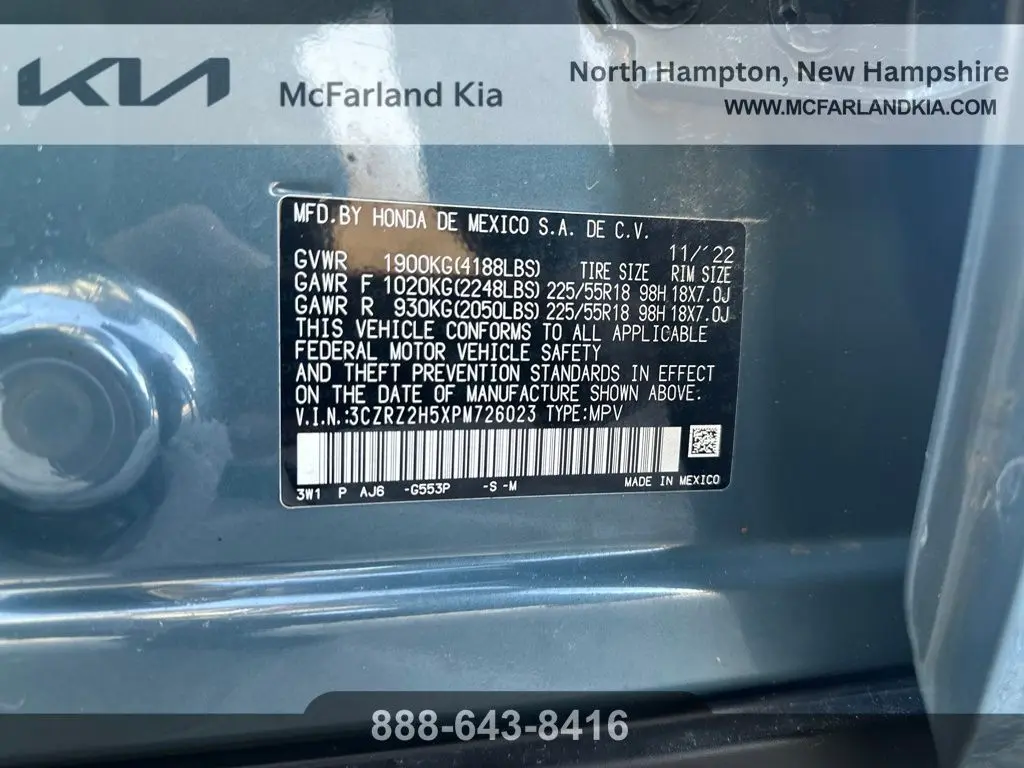 KIA
McFarland Kia
North Hampton, New Hampshire
WWW.MCFARLANDKIA.COM
MFD. BY HONDA DE MEXICO S.A. DE C.V.
11/'22
GVWR 1900KG(4188LBS) TIRE SIZE RIM SIZE
GAWR F 1020KG(2248LBS) 225/55R18 98H 18X7.0J
GAWR R 930KG(2050LBS) 225/55R18 98H 18X7.0J
THIS VEHICLE CONFORMS TO ALL APPLICABLE
FEDERAL MOTOR VEHICLE SAFETY
AND THEFT PREVENTION STANDARDS IN EFFECT
ON THE DATE OF MANUFACTURE SHOWN ABOVE.
V.I.N.:3CZRZ2H5XPM726023 TYPE:MPV
3W1 P AJ6 -G553P -S -M MADE IN MEXICO
888-643-8416